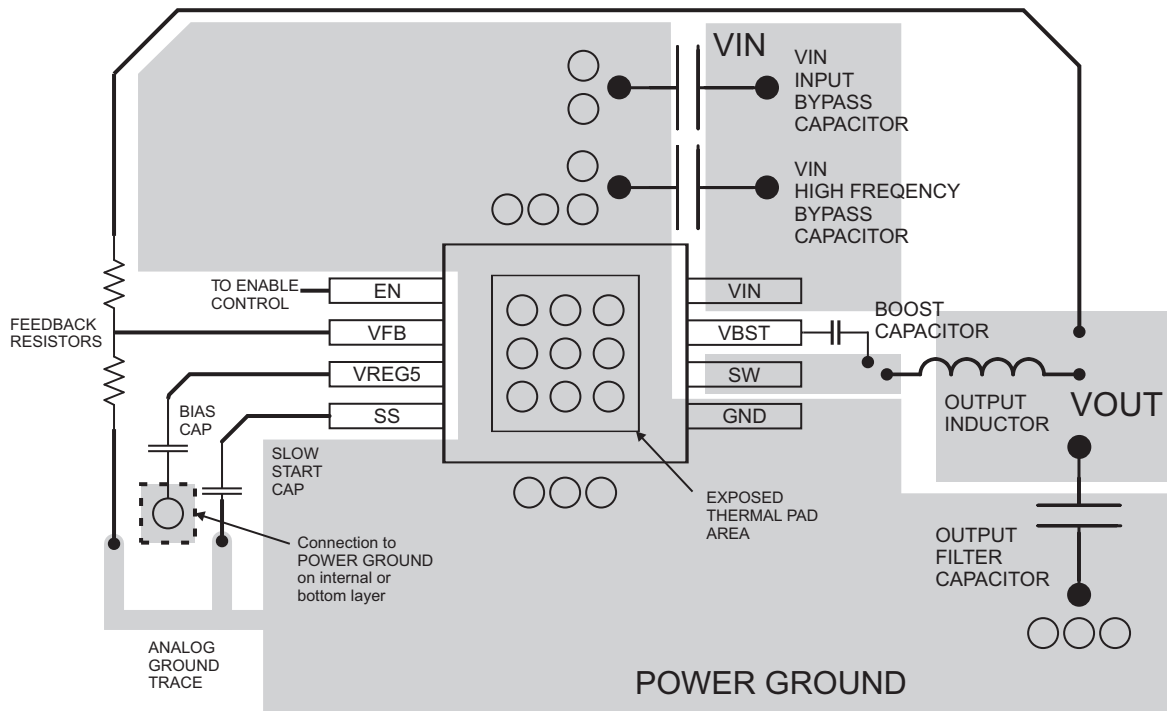 VIN
VIN
INPUT
BYPASS
CAPACITOR
VIN
HIGH FREQENCY
BYPASS
CAPACITOR
TO ENABLE
CONTROL
EN
VIN
FEEDBACK
RESISTORS
VFB
VBST
BOOST
CAPACITOR
VREG5
SW
BIAS
CAP
SS
GND
OUTPUT
INDUCTOR
VOUT
SLOW
START
CAP
EXPOSED
THERMAL PAD
AREA
Connection to
POWER GROUND
on internal or
bottom layer
OUTPUT
FILTER
CAPACITOR
ANALOG
GROUND
TRACE
POWER GROUND